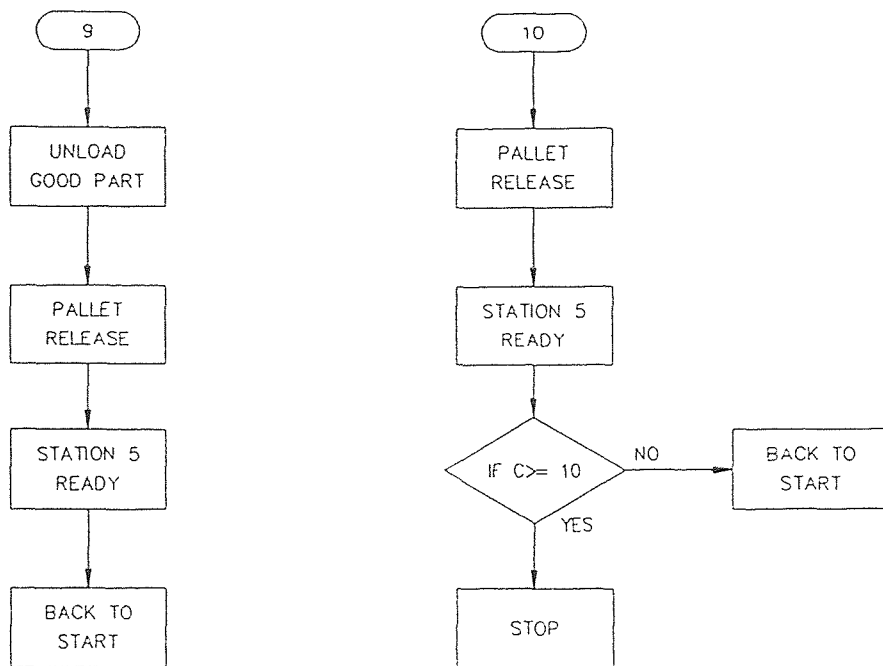 9
UNLOAD
GOOD PART
PALLET
RELEASE
STATION 5
READY
BACK TO
START
10
PALLET
RELEASE
STATION 5
READY
IF C>= 10
NO
BACK TO
START
YES
STOP